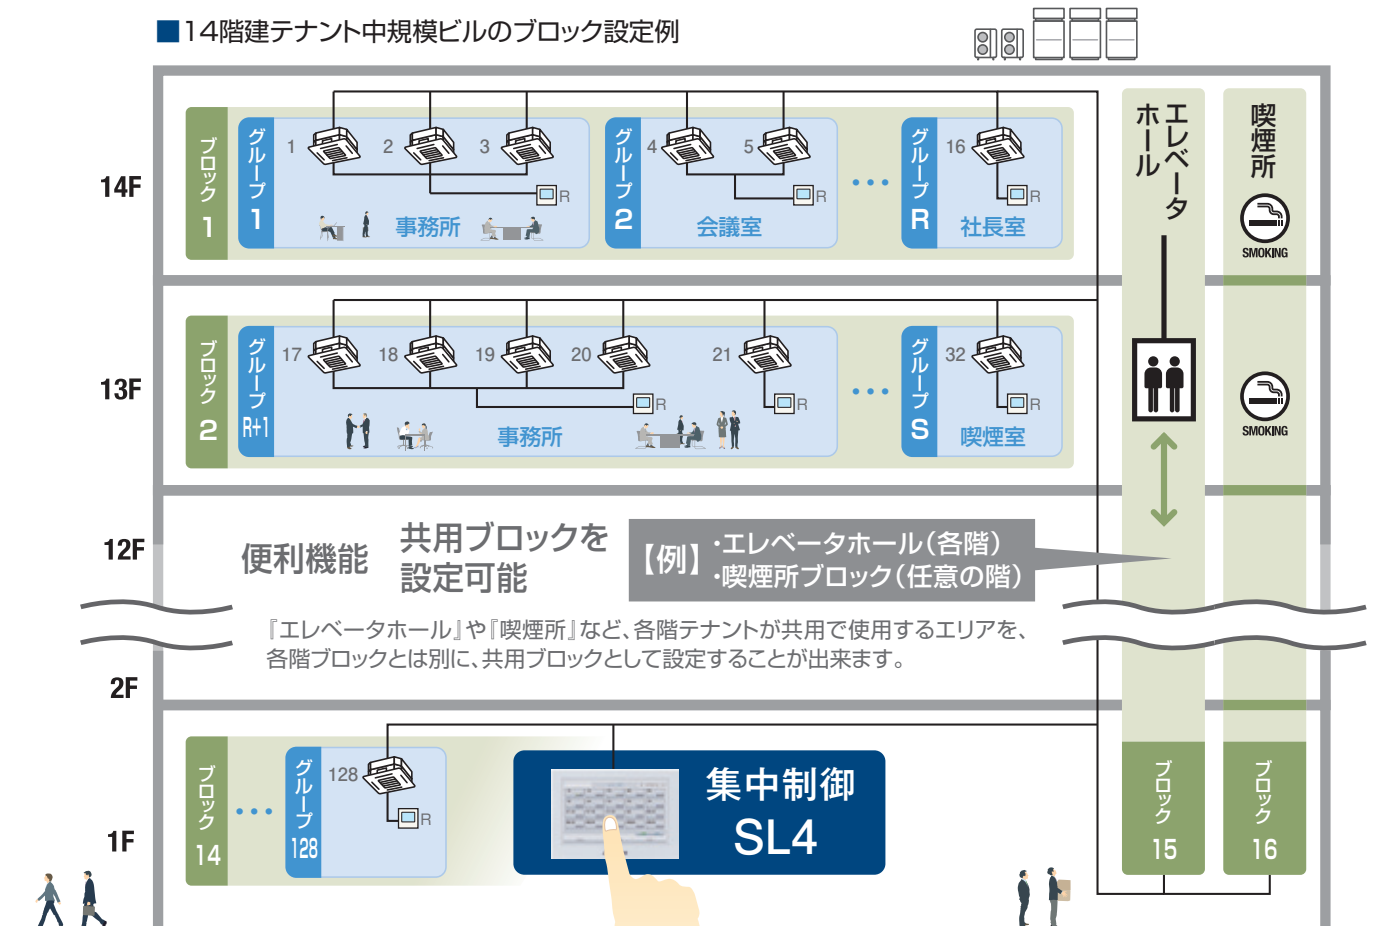 ■14階建テナント中規模ビルのブロック設定例
14F
ブロック1
グループ1
1
2
3
R
事務所
グループ2
4
5
R
会議室
…
グループR
16
R
社長室
エレベータ
ホール
喫煙所
SMOKING
13F
ブロック2
グループR+1
17
18
19
20
21
R
R
事務所
…
グループS
32
R
喫煙室
SMOKING
12F
便利機能
共用ブロックを
設定可能
【例】
・エレベータホール(各階)
・喫煙所ブロック(任意の階)
『エレベータホール』や『喫煙所』など、各階テナントが共用で使用するエリアを、
各階ブロックとは別に、共用ブロックとして設定することが出来ます。
2F
1F
ブロック14
…
グループ128
128
R
集中制御
SL4
ブロック15
ブロック16